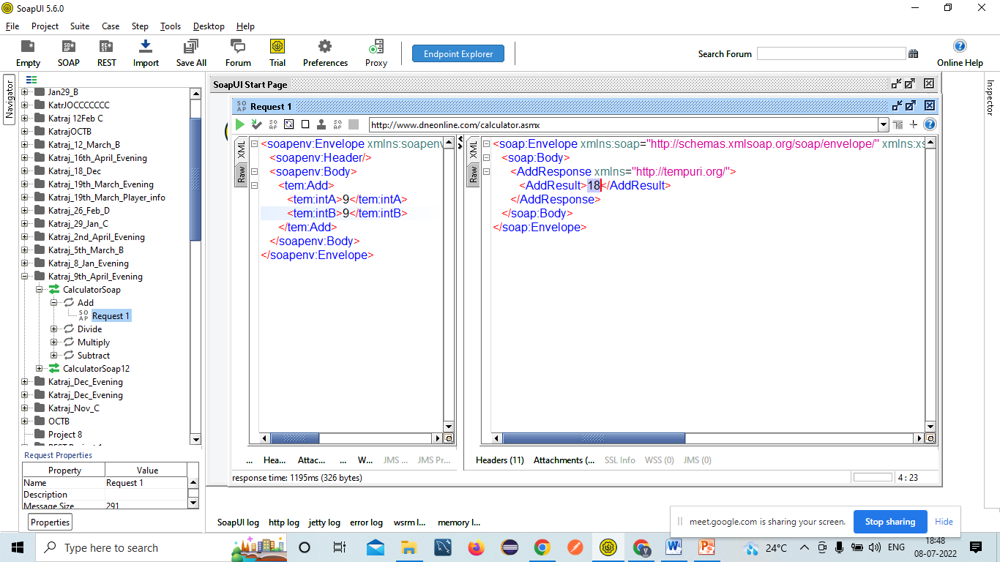 SoapUI 5.6.0
File Project Suite Case Step Tools Desktop Help
Empty SOAP REST Import Save All Forum Trial Preferences Proxy Endpoint Explorer Search Forum Online Help
Navigator
Jan29_B
KatrJOCCCCCCC
Katraj 12Feb C
KatrajOCTB
Katraj_12_March_B
Katraj_16th_April_Evening
Katraj_18_Dec
Katraj_19th_March_Evening
Katraj_19th_March_Player_info
Katraj_26_Feb_D
Katraj_29_Jan_C
Katraj_2nd_April_Evening
Katraj_5th_March_B
Katraj_8_Jan_Evening
Katraj_9th_April_Evening
CalculatorSoap
Add
SOAP Request 1
Divide
Multiply
Subtract
CalculatorSoap12
Katraj_Dec_Evening
Katraj_Dec_Evening
Katraj_Nov_C
OCTB
Project 8
Request Properties
Property Value
Name Request 1
Description
Message Size 291
Properties
SoapUI Start Page
SOAP Request 1
http://www.dneonline.com/calculator.asmx
XML
Raw
<soapenv:Envelope xmlns:soapenv
<soapenv:Header/>
<soapenv:Body>
<tem:Add>
<tem:intA>9</tem:intA>
<tem:intB>9</tem:intB>
</tem:Add>
</soapenv:Body>
</soapenv:Envelope>
... Hea... Attac... ... W... JMS ... JMS Pr...
XML
Raw
<soap:Envelope xmlns:soap="http://schemas.xmlsoap.org/soap/envelope/" xmlns:xs
<soap:Body>
<AddResponse xmlns="http://tempuri.org/">
<AddResult>18</AddResult>
</AddResponse>
</soap:Body>
</soap:Envelope>
Headers (11) Attachments (... SSL Info WSS (0) JMS (0)
response time: 1195ms (326 bytes) 4 : 23
Inspector
SoapUI log http log jetty log error log wsrm l... memory l...
meet.google.com is sharing your screen. Stop sharing Hide
Type here to search
24°C ENG
18:48
08-07-2022